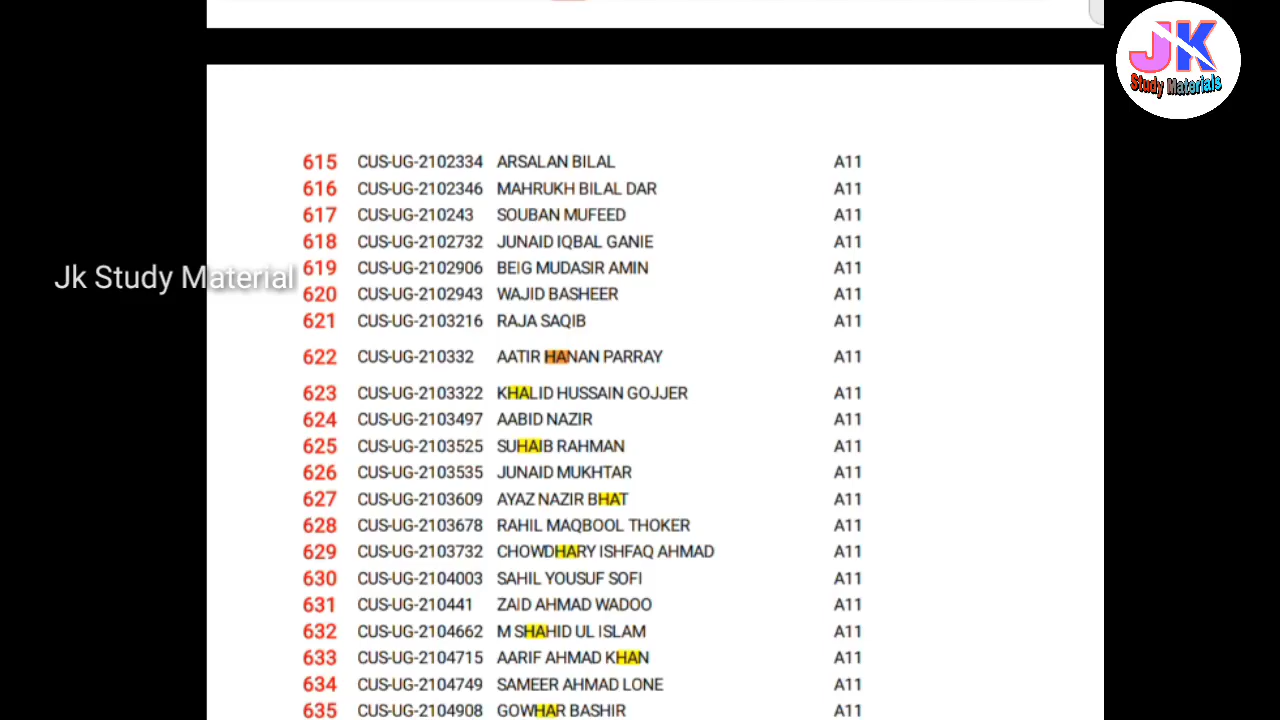 JK
Study Materials
615 CUS-UG-2102334 ARSALAN BILAL A11
616 CUS-UG-2102346 MAHRUKH BILAL DAR A11
617 CUS-UG-210243 SOUBAN MUFEED A11
618 CUS-UG-2102732 JUNAID IQBAL GANIE A11
Jk Study Material
619 CUS-UG-2102906 BEIG MUDASIR AMIN A11
620 CUS-UG-2102943 WAJID BASHEER A11
621 CUS-UG-2103216 RAJA SAQIB A11
622 CUS-UG-210332 AATIR HANAN PARRAY A11
623 CUS-UG-2103322 KHALID HUSSAIN GOJJER A11
624 CUS-UG-2103497 AABID NAZIR A11
625 CUS-UG-2103525 SUHAIB RAHMAN A11
626 CUS-UG-2103535 JUNAID MUKHTAR A11
627 CUS-UG-2103609 AYAZ NAZIR BHAT A11
628 CUS-UG-2103678 RAHIL MAQBOOL THOKER A11
629 CUS-UG-2103732 CHOWDHARY ISHFAQ AHMAD A11
630 CUS-UG-2104003 SAHIL YOUSUF SOFI A11
631 CUS-UG-210441 ZAID AHMAD WADOO A11
632 CUS-UG-2104662 M SHAHID UL ISLAM A11
633 CUS-UG-2104715 AARIF AHMAD KHAN A11
634 CUS-UG-2104749 SAMEER AHMAD LONE A11
635 CUS-UG-2104908 GOWHAR BASHIR A11